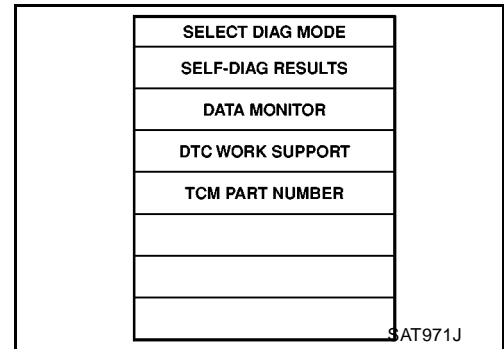 SELECT DIAG MODE
SELF-DIAG RESULTS
DATA MONITOR
DTC WORK SUPPORT
TCM PART NUMBER
SAT971J